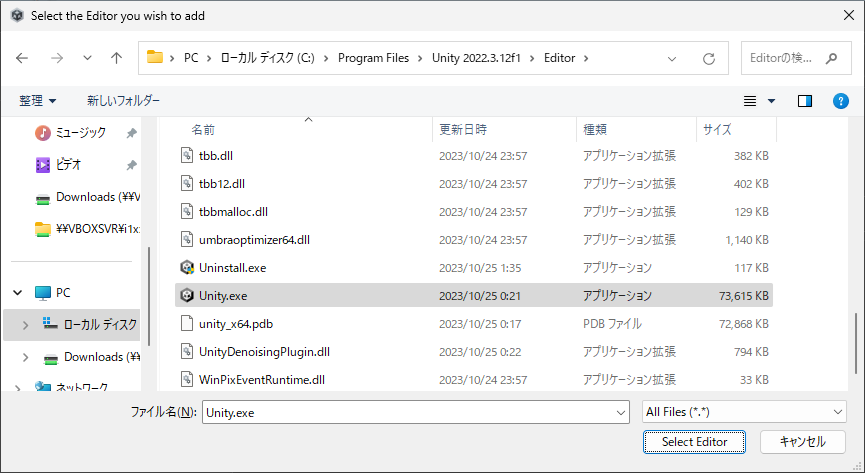 Select the Editor you wish to add
PC › ローカル ディスク (C:) › Program Files › Unity 2022.3.12f1 › Editor ›
Editorの検...
整理
新しいフォルダー
名前 更新日時 種類 サイズ
ミュージック
ビデオ
Downloads (¥¥V
¥¥VBOXSVR¥i1x
PC
ローカル ディスク
Downloads (¥¥
ネットワーク
tbb.dll 2023/10/24 23:57 アプリケーション拡張 382 KB
tbb12.dll 2023/10/24 23:57 アプリケーション拡張 402 KB
tbbmalloc.dll 2023/10/24 23:57 アプリケーション拡張 129 KB
umbraoptimizer64.dll 2023/10/24 23:57 アプリケーション拡張 1,140 KB
Uninstall.exe 2023/10/25 1:35 アプリケーション 117 KB
Unity.exe 2023/10/25 0:21 アプリケーション 73,615 KB
unity_x64.pdb 2023/10/25 0:17 PDB ファイル 72,868 KB
UnityDenoisingPlugin.dll 2023/10/25 0:22 アプリケーション拡張 794 KB
WinPixEventRuntime.dll 2023/10/24 23:57 アプリケーション拡張 33 KB
ファイル名(N): Unity.exe
All Files (*.*)
Select Editor
キャンセル